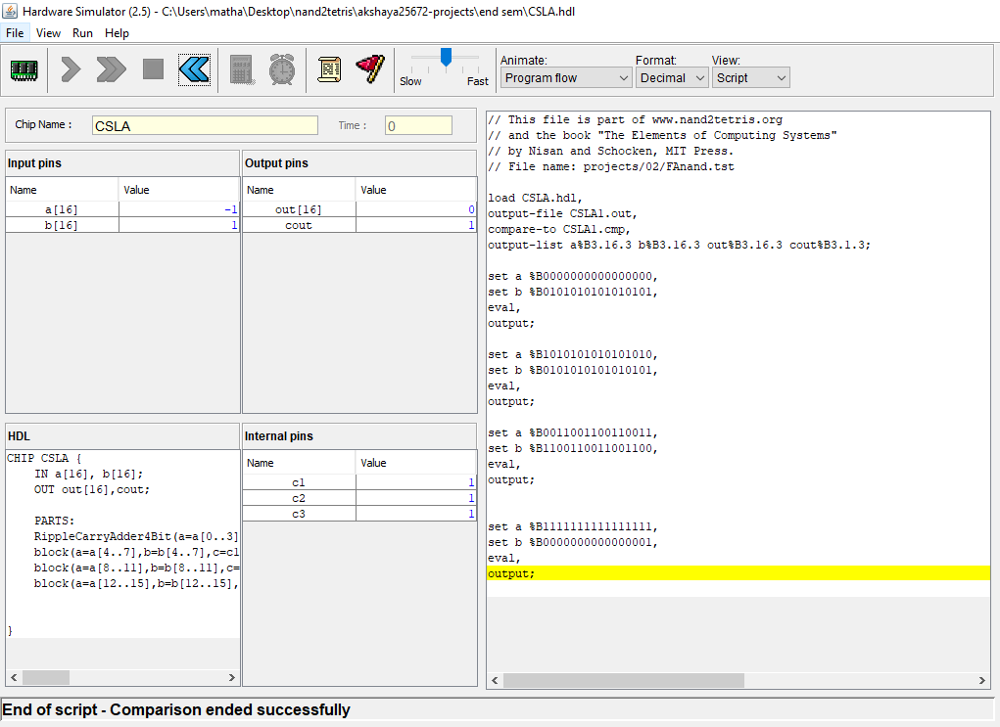 Hardware Simulator (2.5) - C:\Users\matha\Desktop\nand2tetris\akshaya25672-projects\end sem\CSLA.hdl
File View Run Help
Slow Fast
Animate: Format: View:
Program flow Decimal Script
Chip Name : CSLA Time : 0
Input pins
Name Value
a[16] -1
b[16] 1
Output pins
Name Value
out[16] 0
cout 1
HDL
CHIP CSLA {
IN a[16], b[16];
OUT out[16],cout;
PARTS:
RippleCarryAdder4Bit(a=a[0..3]
block(a=a[4..7],b=b[4..7],c=c1
block(a=a[8..11],b=b[8..11],c=
block(a=a[12..15],b=b[12..15],
}
Internal pins
Name Value
c1 1
c2 1
c3 1
// This file is part of www.nand2tetris.org
// and the book "The Elements of Computing Systems"
// by Nisan and Schocken, MIT Press.
// File name: projects/02/FAnand.tst
load CSLA.hdl,
output-file CSLA1.out,
compare-to CSLA1.cmp,
output-list a%B3.16.3 b%B3.16.3 out%B3.16.3 cout%B3.1.3;
set a %B0000000000000000,
set b %B0101010101010101,
eval,
output;
set a %B1010101010101010,
set b %B0101010101010101,
eval,
output;
set a %B0011001100110011,
set b %B1100110011001100,
eval,
output;
set a %B1111111111111111,
set b %B0000000000000001,
eval,
output;
End of script - Comparison ended successfully